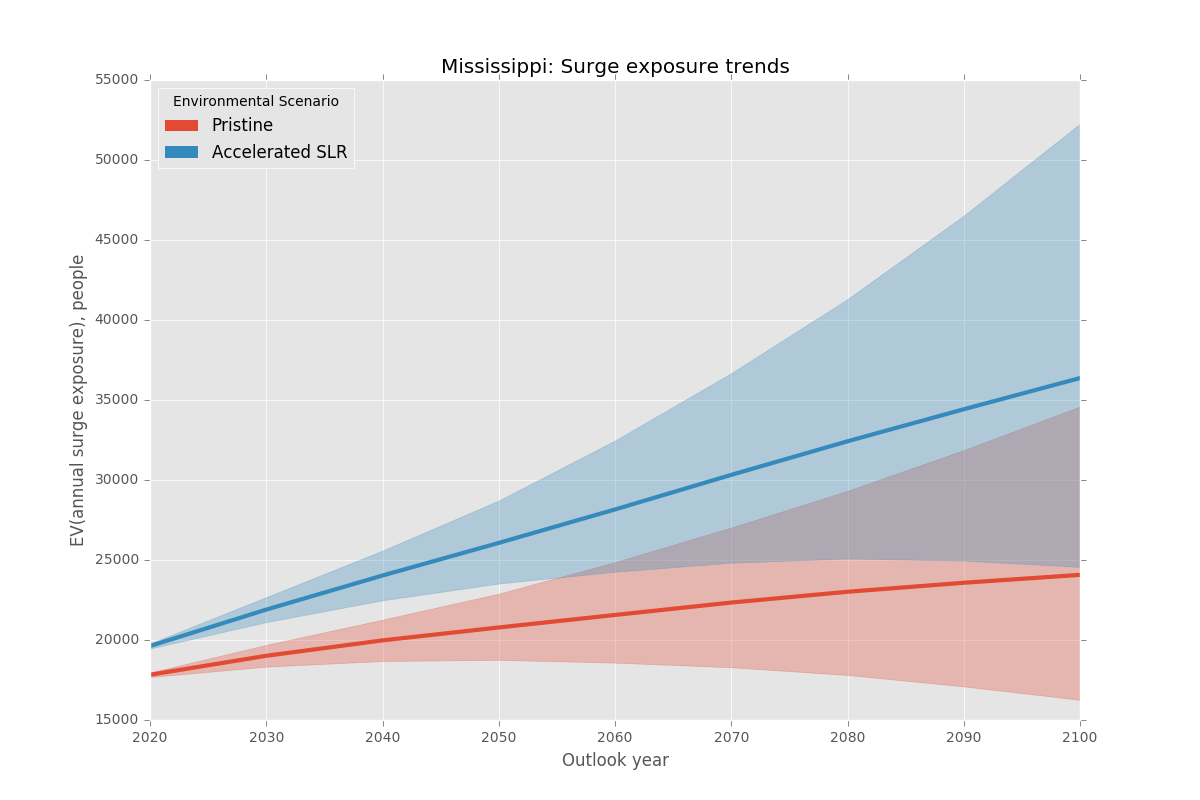 Mississippi: Surge exposure trends
Environmental Scenario
Pristine
Accelerated SLR
EV(annual surge exposure), people
55000
50000
45000
40000
35000
30000
25000
20000
15000
2020 2030 2040 2050 2060 2070 2080 2090 2100
Outlook year